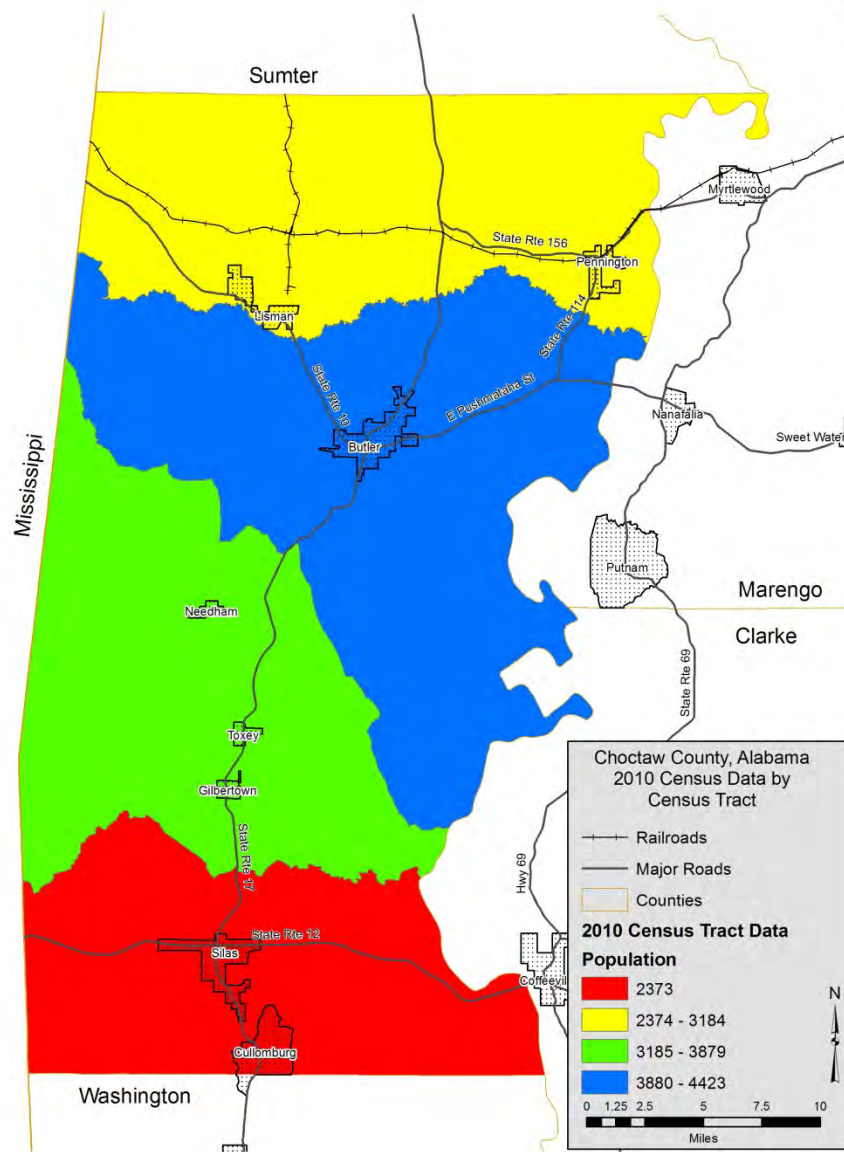 Sumter
Myrtlewood
State Rte 156
Pennington
Lisman
State Rte 114
State Rte 10
E Pushmataha St
Nanafalia
Butler
Sweet Water
Mississippi
Putnam
Marengo
Needham
Clarke
State Rte 69
Toxey
Gilbertown
State Rte 17
Hwy 69
State Rte 12
Silas
Coffeevil
Cullomburg
Washington
Choctaw County, Alabama
2010 Census Data by
Census Tract
Railroads
Major Roads
Counties
2010 Census Tract Data
Population
2373
2374 - 3184
3185 - 3879
3880 - 4423
N
0 1.25 2.5 5 7.5 10
Miles